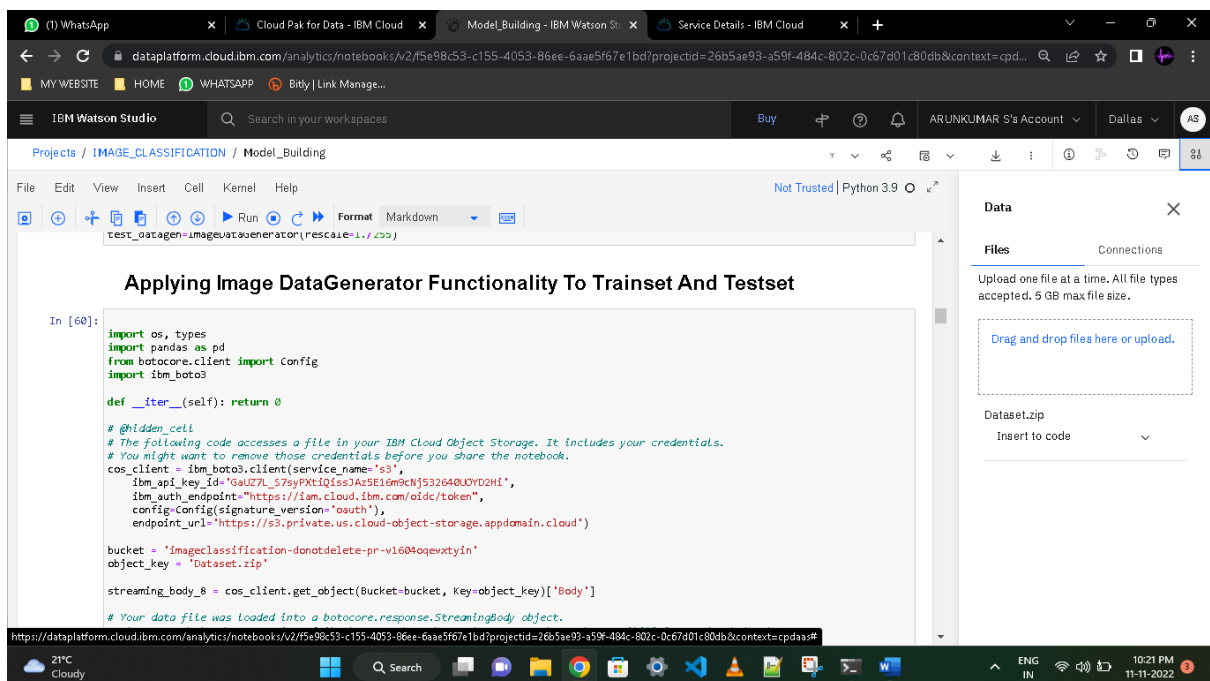 (1) WhatsApp
Cloud Pak for Data - IBM Cloud
Model_Building - IBM Watson Stu
Service Details - IBM Cloud
dataplatform.cloud.ibm.com/analytics/notebooks/v2/f5e98c53-c155-4053-86ee-6aae5f67e1bd?projectid=26b5ae93-a59f-484c-802c-0c67d01c80db&context=cpd...
MY WEBSITE HOME WHATSAPP Bitly | Link Manage...
IBM Watson Studio Search in your workspaces Buy ARUNKUMAR S's Account Dallas AS
Projects / IMAGE_CLASSIFICATION / Model_Building
File Edit View Insert Cell Kernel Help Not Trusted | Python 3.9
Run Format Markdown
test_datagen=ImageDataGenerator(rescale=1./255)
Applying Image DataGenerator Functionality To Trainset And Testset
In [60]:
import os, types
import pandas as pd
from botocore.client import Config
import ibm_boto3
def __iter__(self): return 0
# @hidden_cell
# The following code accesses a file in your IBM Cloud Object Storage. It includes your credentials.
# You might want to remove those credentials before you share the notebook.
cos_client = ibm_boto3.client(service_name='s3',
ibm_api_key_id='GaUZ7L_S7syPXtiQissJAz5E16m9cNj532640UOYD2Hi',
ibm_auth_endpoint="https://iam.cloud.ibm.com/oidc/token",
config=Config(signature_version='oauth'),
endpoint_url='https://s3.private.us.cloud-object-storage.appdomain.cloud')
bucket = 'imageclassification-donotdelete-pr-v1604oqevxtyin'
object_key = 'Dataset.zip'
streaming_body_8 = cos_client.get_object(Bucket=bucket, Key=object_key)['Body']
# Your data file was loaded into a botocore.response.StreamingBody object.
Data
Files Connections
Upload one file at a time. All file types
accepted. 5 GB max file size.
Drag and drop files here or upload.
Dataset.zip
Insert to code
https://dataplatform.cloud.ibm.com/analytics/notebooks/v2/f5e98c53-c155-4053-86ee-6aae5f67e1bd?projectid=26b5ae93-a59f-484c-802c-0c67d01c80db&context=cpdaas#
21°C
Cloudy
Search
ENG
IN
10:21 PM
11-11-2022
3